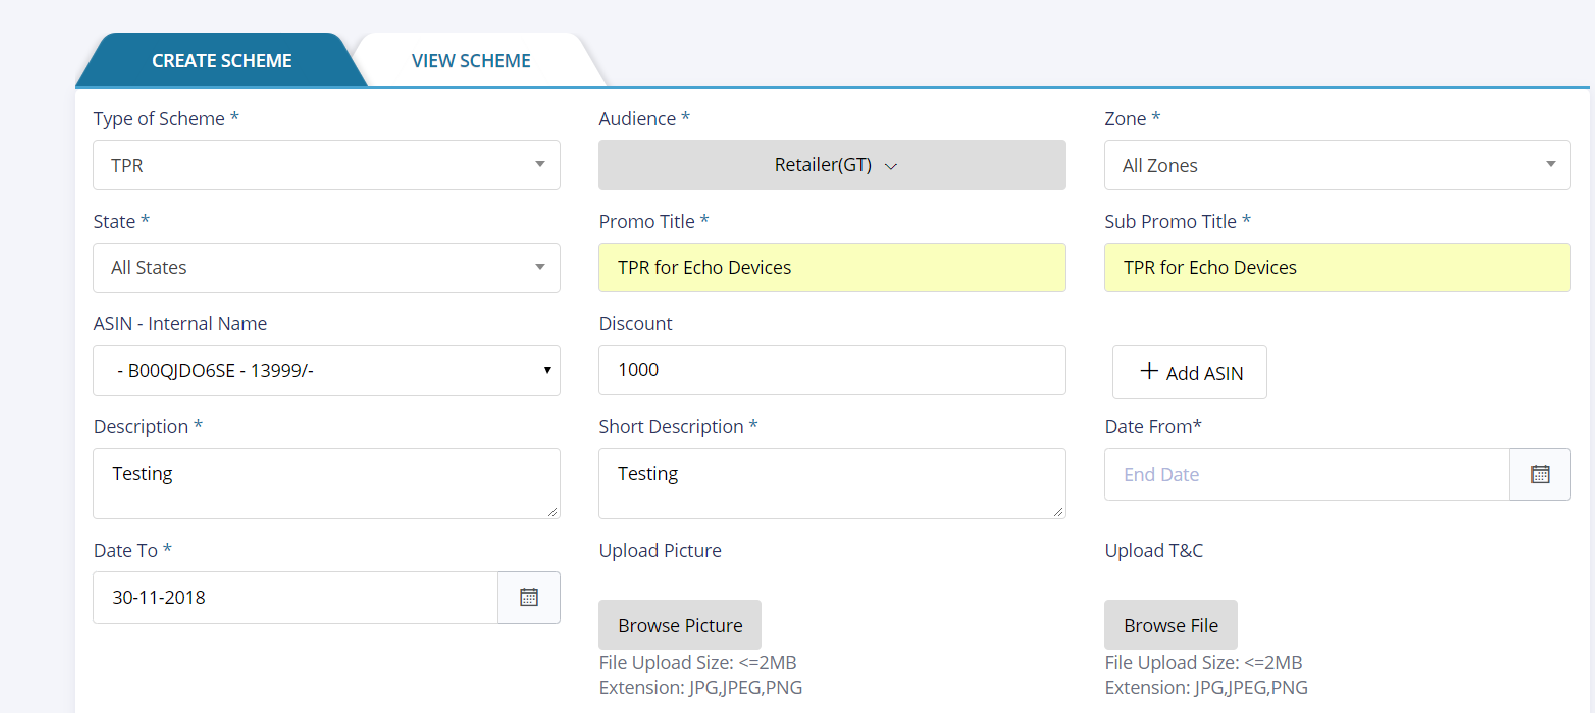 CREATE SCHEME VIEW SCHEME
Type of Scheme * Audience * Zone *
TPR Retailer(GT) All Zones
State * Promo Title * Sub Promo Title *
All States TPR for Echo Devices TPR for Echo Devices
ASIN - Internal Name Discount
- B00QJDO6SE - 13999/- 1000 + Add ASIN
Description * Short Description * Date From*
Testing Testing End Date
Date To * Upload Picture Upload T&C
30-11-2018
Browse Picture Browse File
File Upload Size: <=2MB File Upload Size: <=2MB
Extension: JPG,JPEG,PNG Extension: JPG,JPEG,PNG